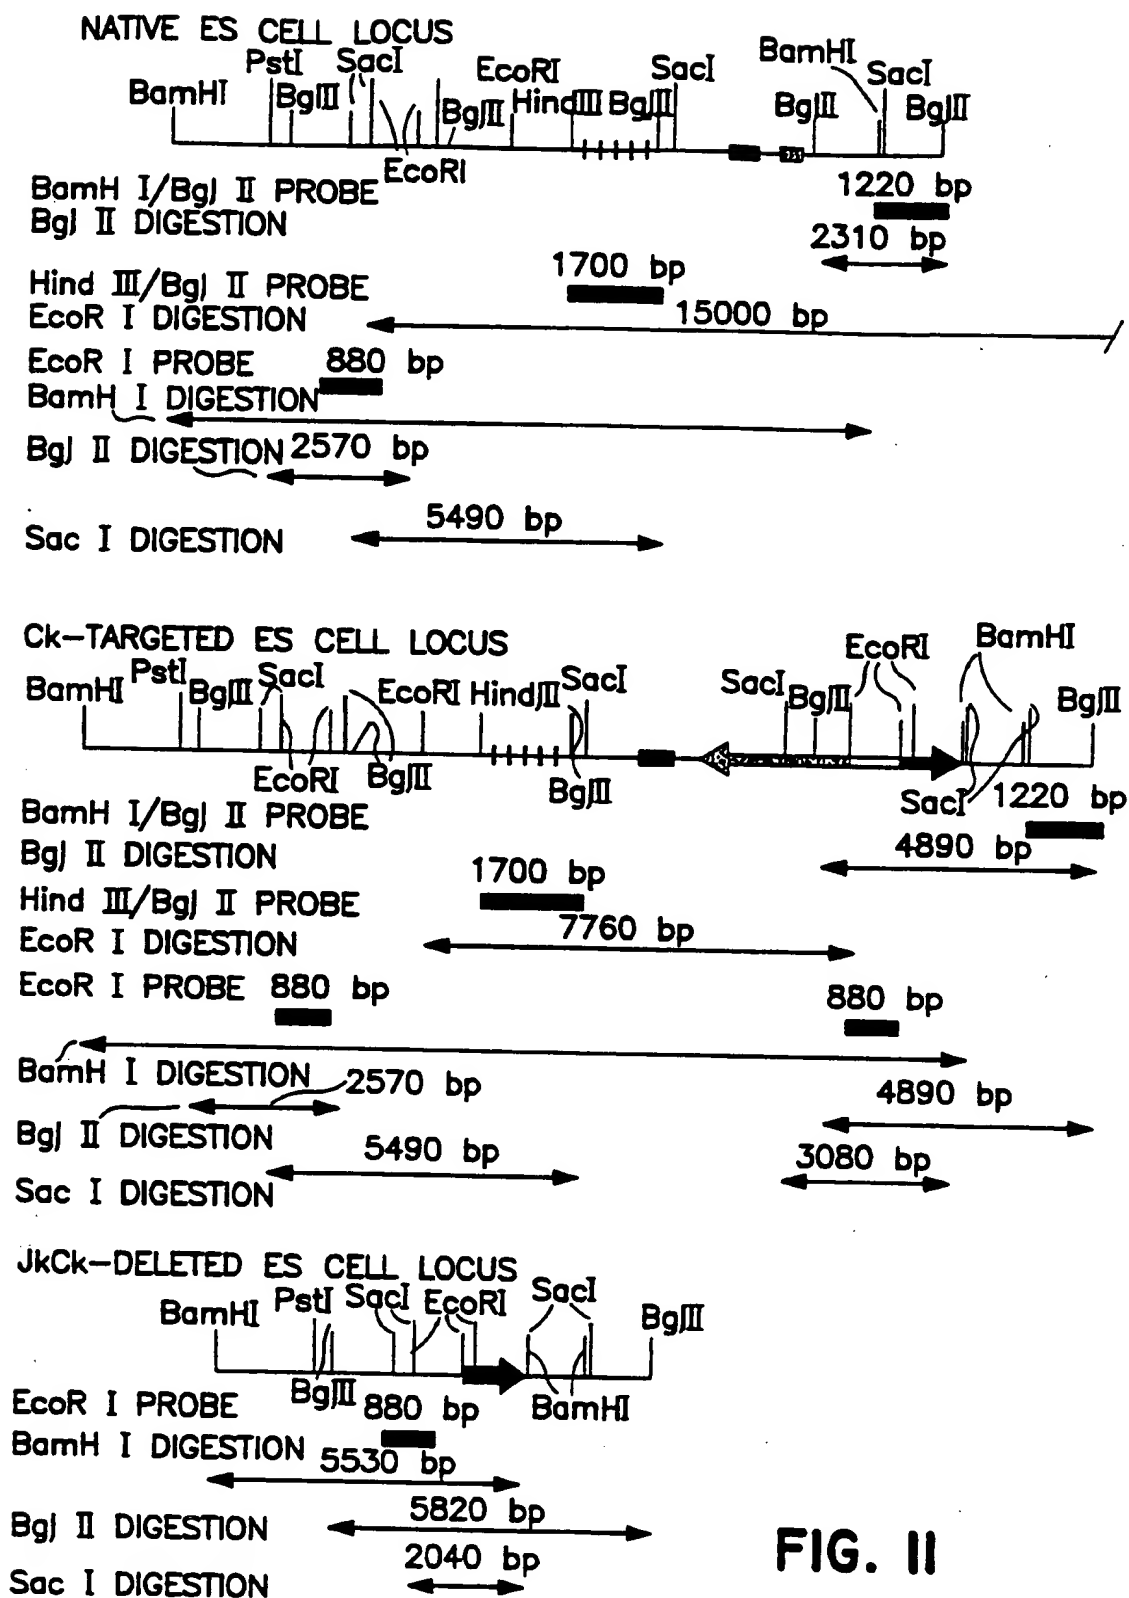 NATIVE ES CELL LOCUS
BamHI PstI BglII SacI EcoRI BglII EcoRI HindIII BglII SacI BglII BamHI SacI BglII
BamH I/Bgl II PROBE 1220 bp
Bgl II DIGESTION 2310 bp
Hind III/Bgl II PROBE 1700 bp
EcoR I DIGESTION 15000 bp
EcoR I PROBE 880 bp
BamH I DIGESTION
Bgl II DIGESTION 2570 bp
Sac I DIGESTION 5490 bp
Ck-TARGETED ES CELL LOCUS
BamHI PstI BglII SacI EcoRI BglII EcoRI HindIII SacI BglII SacI BglII EcoRI BamHI SacI BglII
BamH I/Bgl II PROBE 1220 bp
Bgl II DIGESTION 4890 bp
Hind III/Bgl II PROBE 1700 bp
EcoR I DIGESTION 7760 bp
EcoR I PROBE 880 bp 880 bp
BamH I DIGESTION
Bgl II DIGESTION 2570 bp 4890 bp
Sac I DIGESTION 5490 bp 3080 bp
JkCk-DELETED ES CELL LOCUS
BamHI PstI BglII SacI EcoRI SacI BamHI BglII
EcoR I PROBE 880 bp
BamH I DIGESTION 5530 bp
Bgl II DIGESTION 5820 bp
Sac I DIGESTION 2040 bp
FIG. II